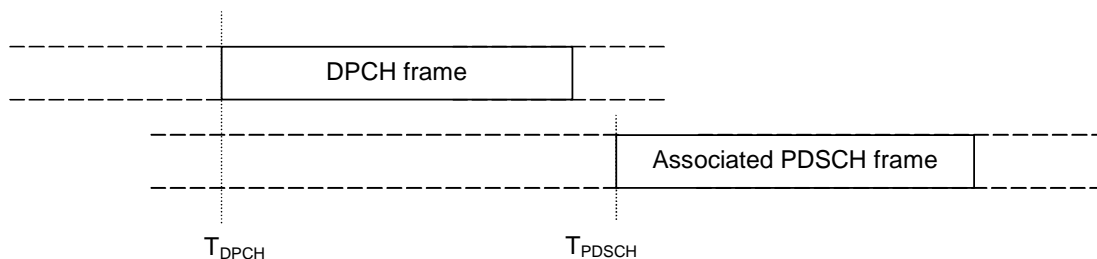 DPCH frame
Associated PDSCH frame
TDPCH
TPDSCH